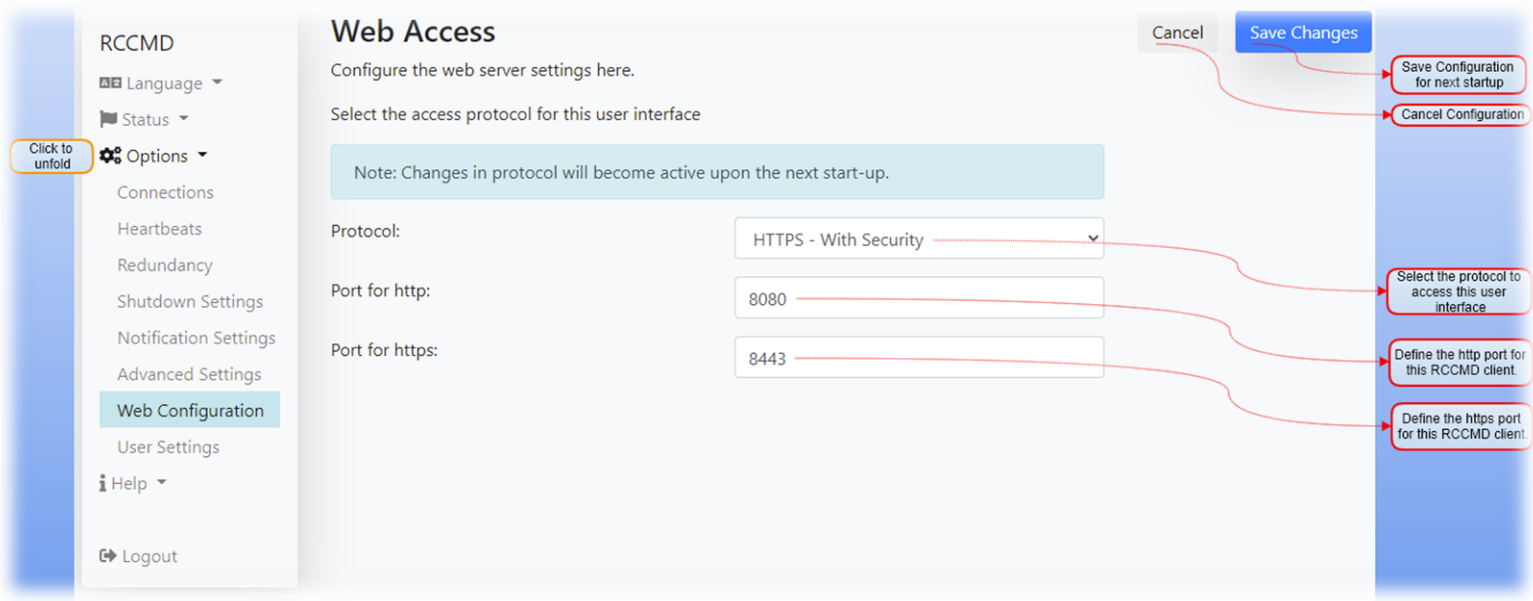 RCCMD
Language
Status
Click to
unfold
Options
Connections
Heartbeats
Redundancy
Shutdown Settings
Notification Settings
Advanced Settings
Web Configuration
User Settings
Help
Logout
Web Access
Cancel
Save Changes
Configure the web server settings here.
Select the access protocol for this user interface
Note: Changes in protocol will become active upon the next start-up.
Protocol:
HTTPS - With Security
Port for http:
8080
Port for https:
8443
Save Configuration
for next startup
Cancel Configuration
Select the protocol to
access this user
interface
Define the http port for
this RCCMD client.
Define the https port
for this RCCMD client.